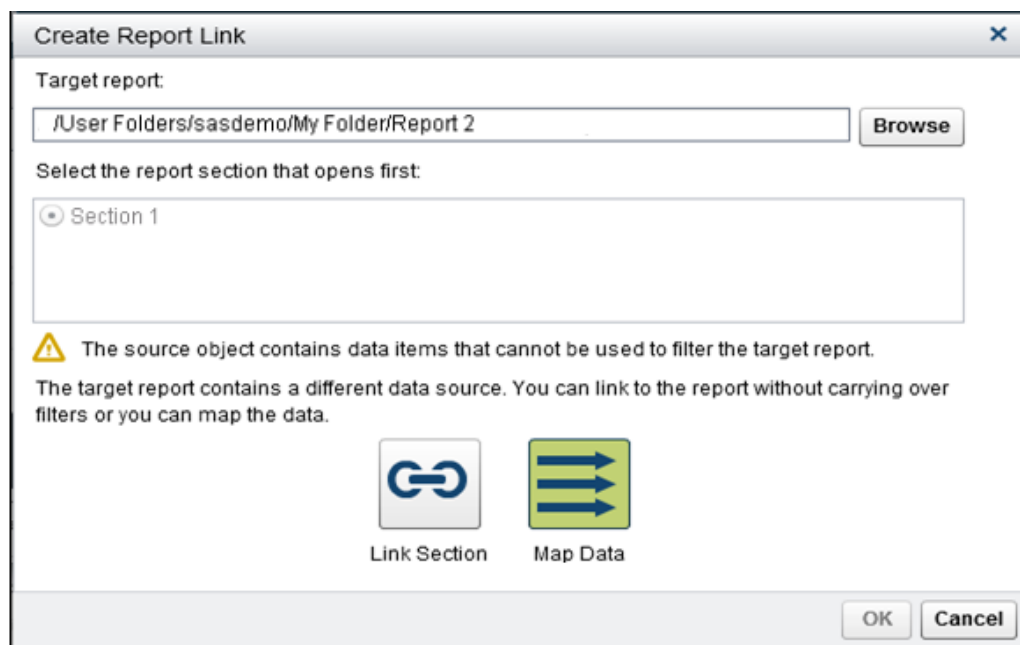 Create Report Link
Target report:
/User Folders/sasdemo/My Folder/Report 2
Browse
Select the report section that opens first:
Section 1
The source object contains data items that cannot be used to filter the target report.
The target report contains a different data source. You can link to the report without carrying over
filters or you can map the data.
Link Section
Map Data
OK
Cancel